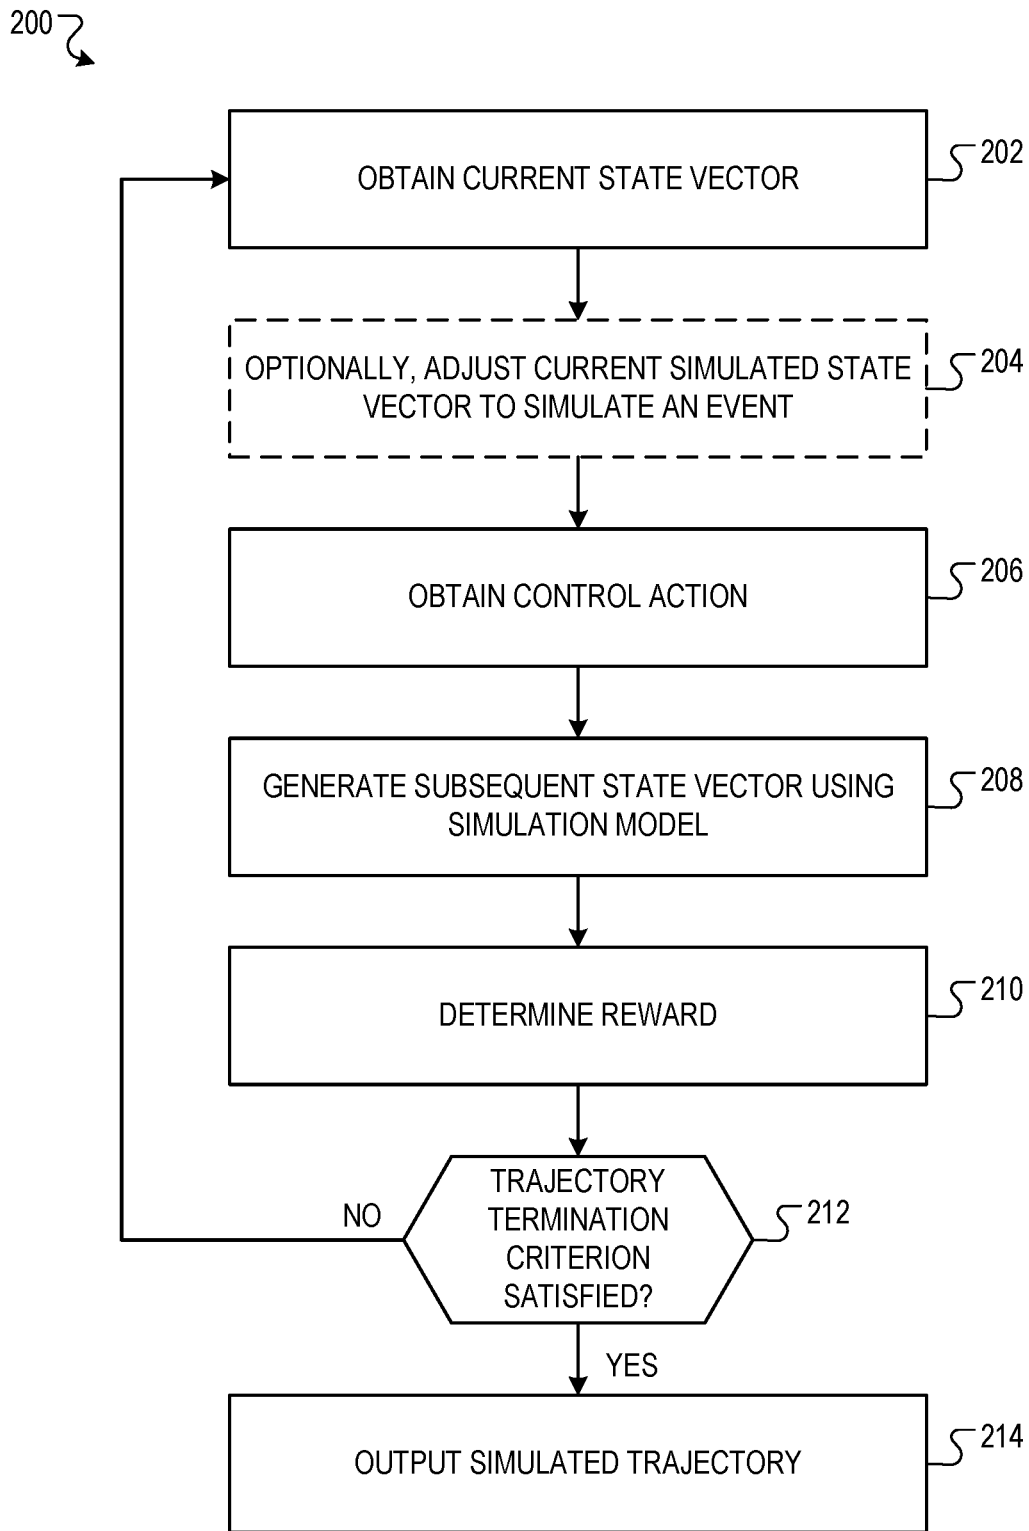 200
OBTAIN CURRENT STATE VECTOR
202
OPTIONALLY, ADJUST CURRENT SIMULATED STATE
VECTOR TO SIMULATE AN EVENT
204
OBTAIN CONTROL ACTION
206
GENERATE SUBSEQUENT STATE VECTOR USING
SIMULATION MODEL
208
DETERMINE REWARD
210
TRAJECTORY
TERMINATION
CRITERION
SATISFIED?
212
NO
YES
OUTPUT SIMULATED TRAJECTORY
214